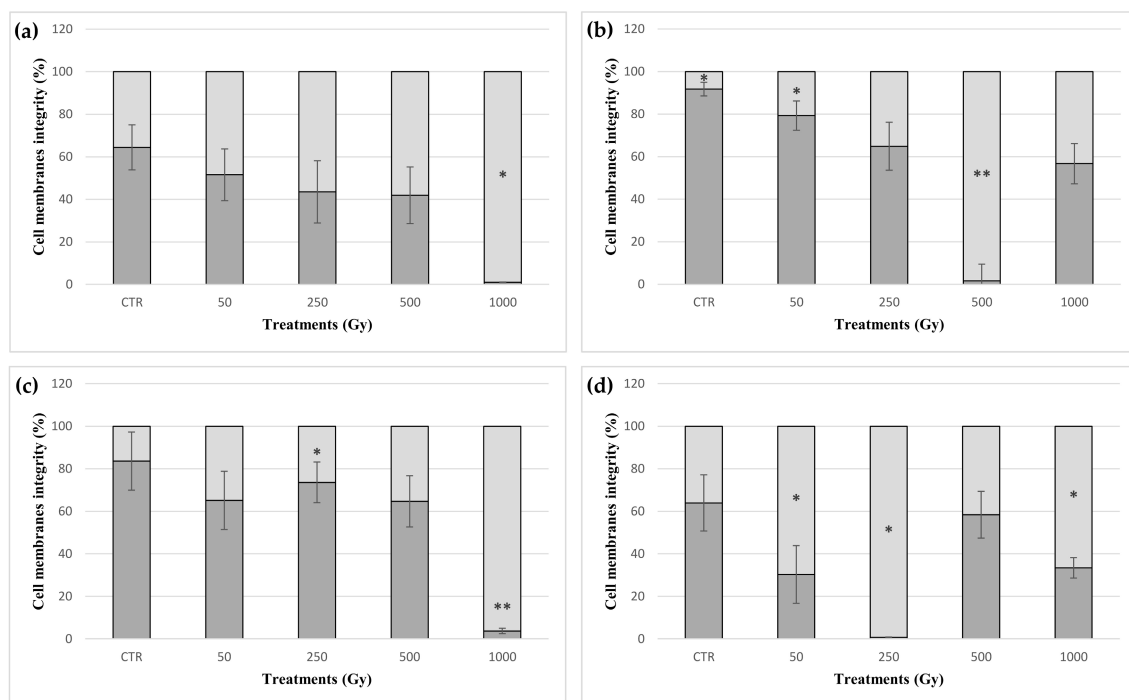 (a)
Cell membranes integrity (%)
120
100
80
60
40
20
0
*
CTR 50 250 500 1000
Treatments (Gy)
(b)
Cell membranes integrity (%)
120
100
80
60
40
20
0
* * **
CTR 50 250 500 1000
Treatments (Gy)
(c)
Cell membranes integrity (%)
120
100
80
60
40
20
0
* **
CTR 50 250 500 1000
Treatments (Gy)
(d)
Cell membranes integrity (%)
120
100
80
60
40
20
0
* * *
CTR 50 250 500 1000
Treatments (Gy)